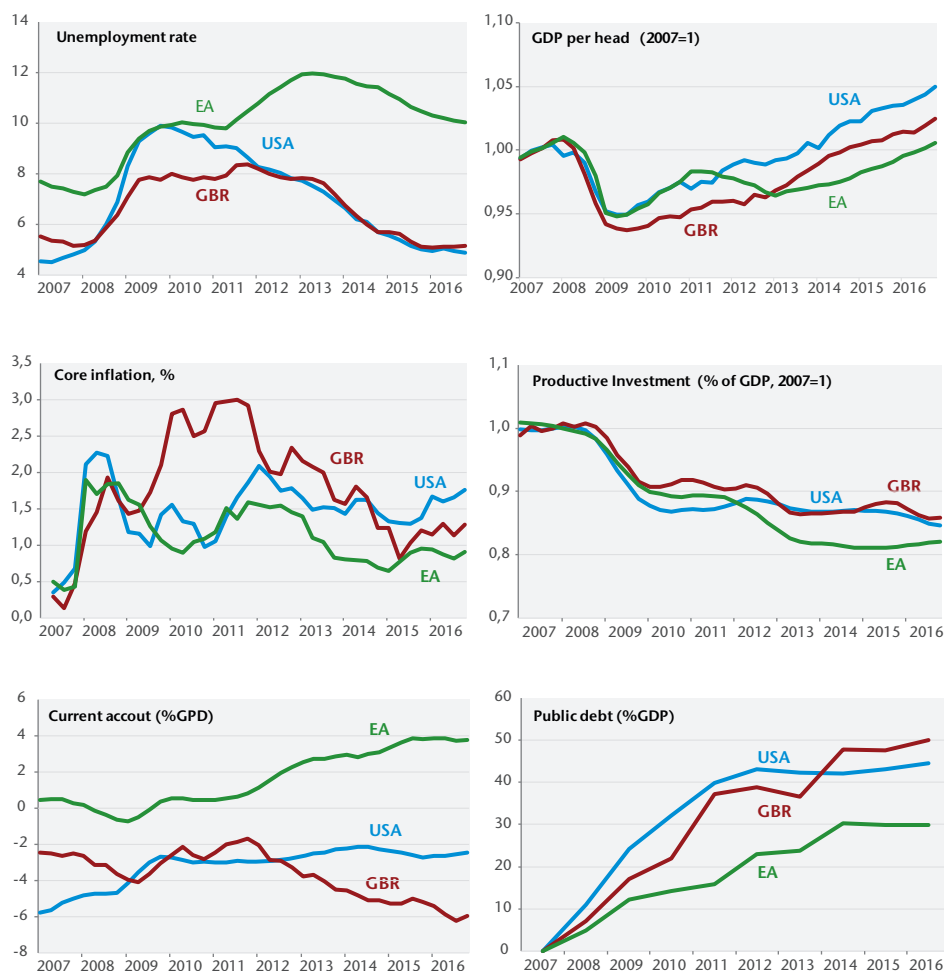 Unemployment rate
14
12
10
8
6
4
EA
USA
GBR
2007 2008 2009 2010 2011 2012 2013 2014 2015 2016
GDP per head (2007=1)
1,10
1,05
1,00
0,95
0,90
USA
EA
GBR
2007 2008 2009 2010 2011 2012 2013 2014 2015 2016
Core inflation, %
3,5
3,0
2,5
2,0
1,5
1,0
0,5
0,0
GBR
USA
EA
2007 2008 2009 2010 2011 2012 2013 2014 2015 2016
Productive Investment (% of GDP, 2007=1)
1,1
1,0
0,9
0,8
0,7
GBR
USA
EA
2007 2008 2009 2010 2011 2012 2013 2014 2015 2016
Current accout (%GPD)
6
4
2
0
-2
-4
-6
-8
EA
USA
GBR
2007 2008 2009 2010 2011 2012 2013 2014 2015 2016
Public debt (%GDP)
60
50
40
30
20
10
0
USA
GBR
EA
2007 2008 2009 2010 2011 2012 2013 2014 2015 2016